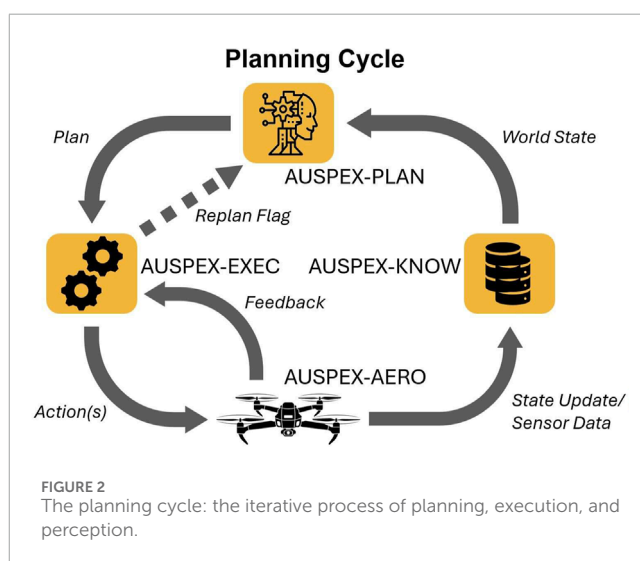 Planning Cycle
Plan
World State
AUSPEX-PLAN
Replan Flag
AUSPEX-EXEC
AUSPEX-KNOW
Feedback
AUSPEX-AERO
Action(s)
State Update/
Sensor Data
FIGURE 2
The planning cycle: the iterative process of planning, execution, and
perception.